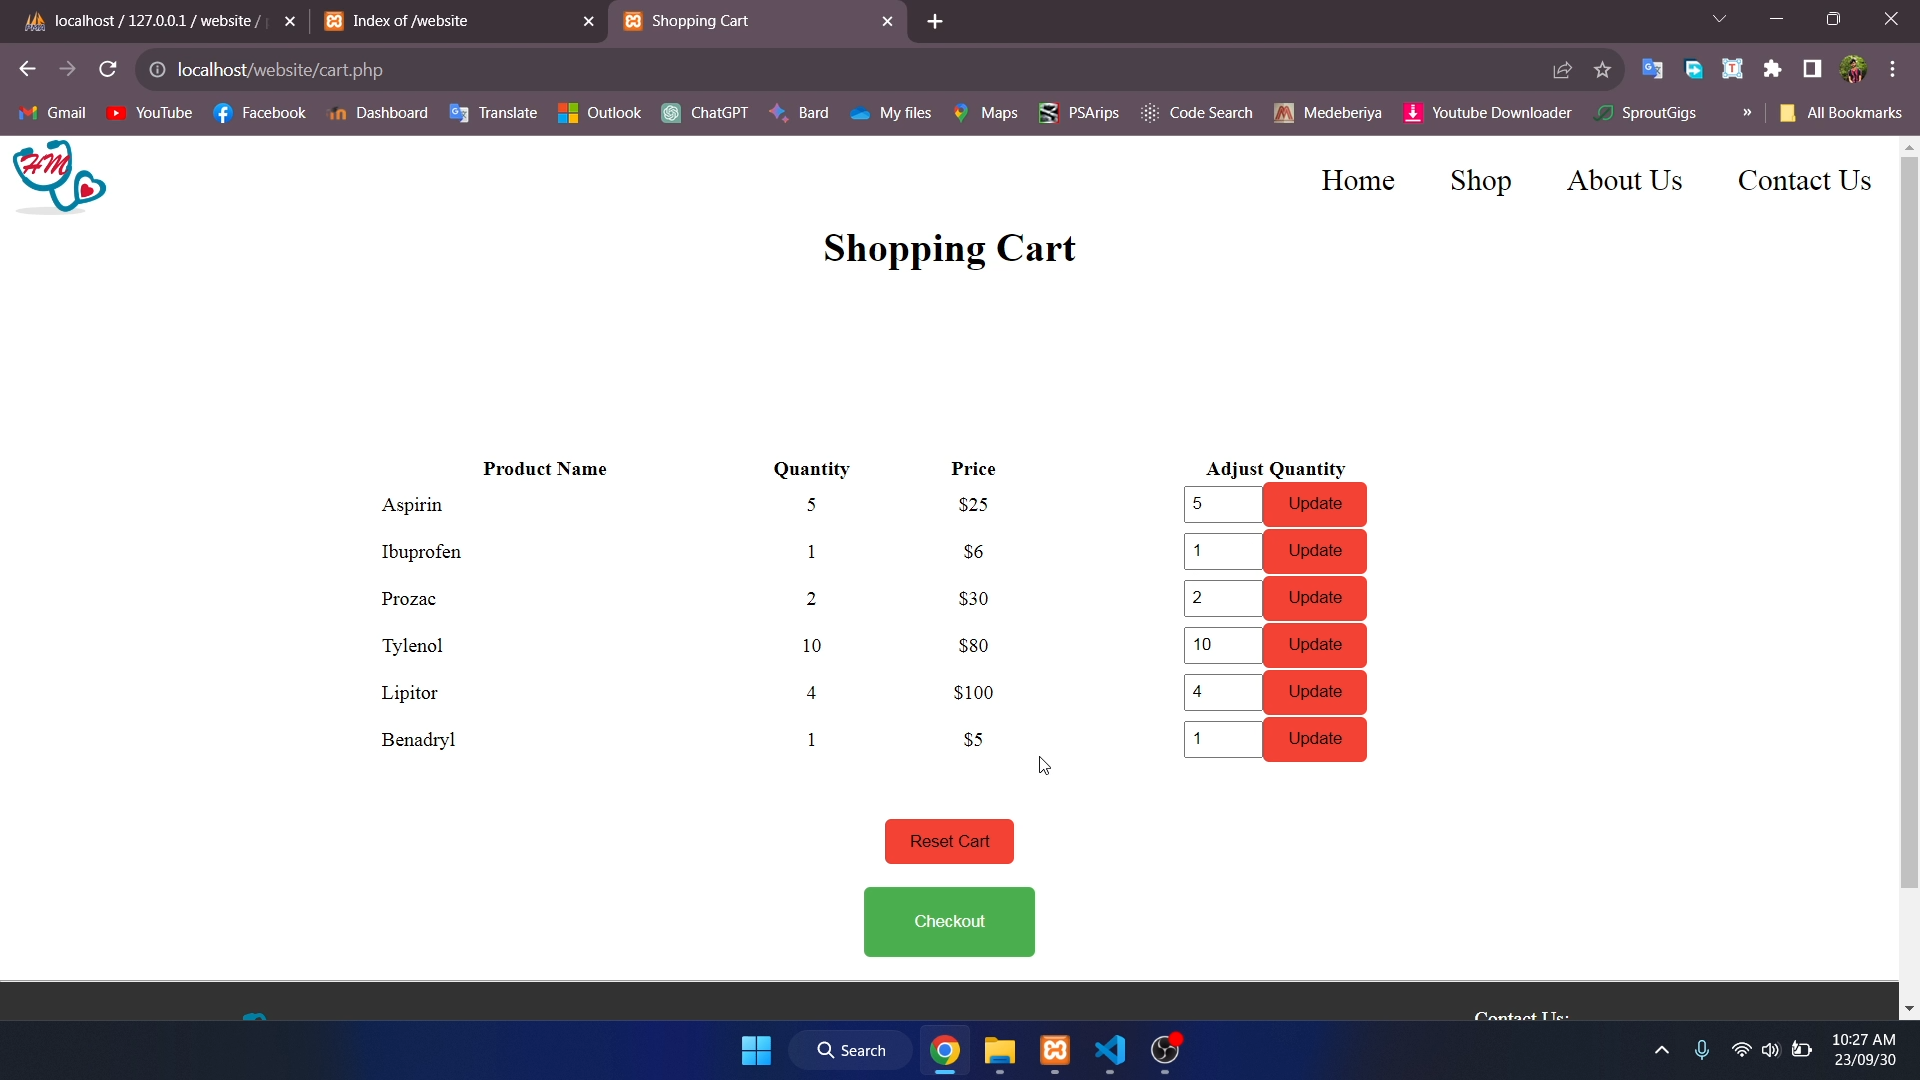 localhost / 127.0.0.1 / website /
Index of /website
Shopping Cart
localhost/website/cart.php
Gmail YouTube Facebook Dashboard Translate Outlook ChatGPT Bard My files Maps PSArips Code Search Medeberiya Youtube Downloader SproutGigs » All Bookmarks
HM
Home Shop About Us Contact Us
Shopping Cart
Product Name Quantity Price Adjust Quantity
Aspirin 5 $25 5 Update
Ibuprofen 1 $6 1 Update
Prozac 2 $30 2 Update
Tylenol 10 $80 10 Update
Lipitor 4 $100 4 Update
Benadryl 1 $5 1 Update
Reset Cart
Checkout
Contact Us:
Search
10:27 AM
23/09/30